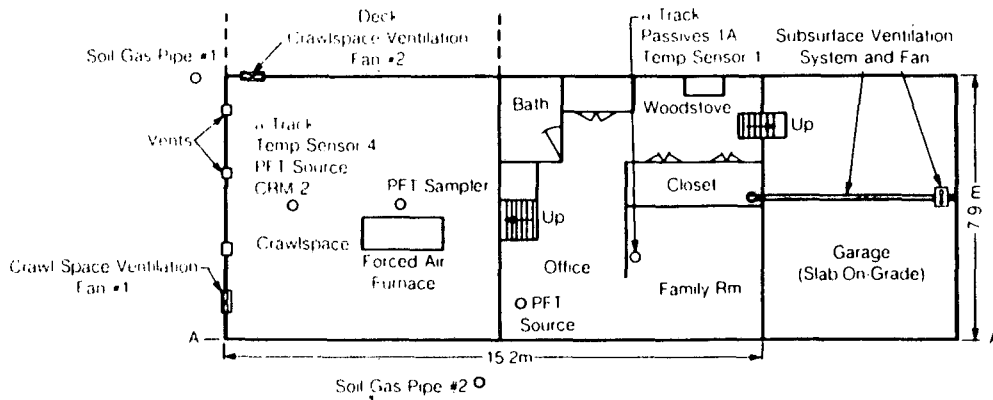 Deck
Crawlspace Ventilation
Fan #2
Soil Gas Pipe #1
α Track
Passives 1A
Temp Sensor 1
Subsurface Ventilation
System and Fan
Bath
Woodstove
Up
Vents
α Track
Temp Sensor 4
PFT Source
CRM 2
PFT Sampler
Closet
Up
Crawlspace
Forced Air
Furnace
Office
Garage
(Slab On-Grade)
7.9 m
Crawl Space Ventilation
Fan #1
Family Rm
PFT
Source
A
A
15.2m
Soil Gas Pipe #2